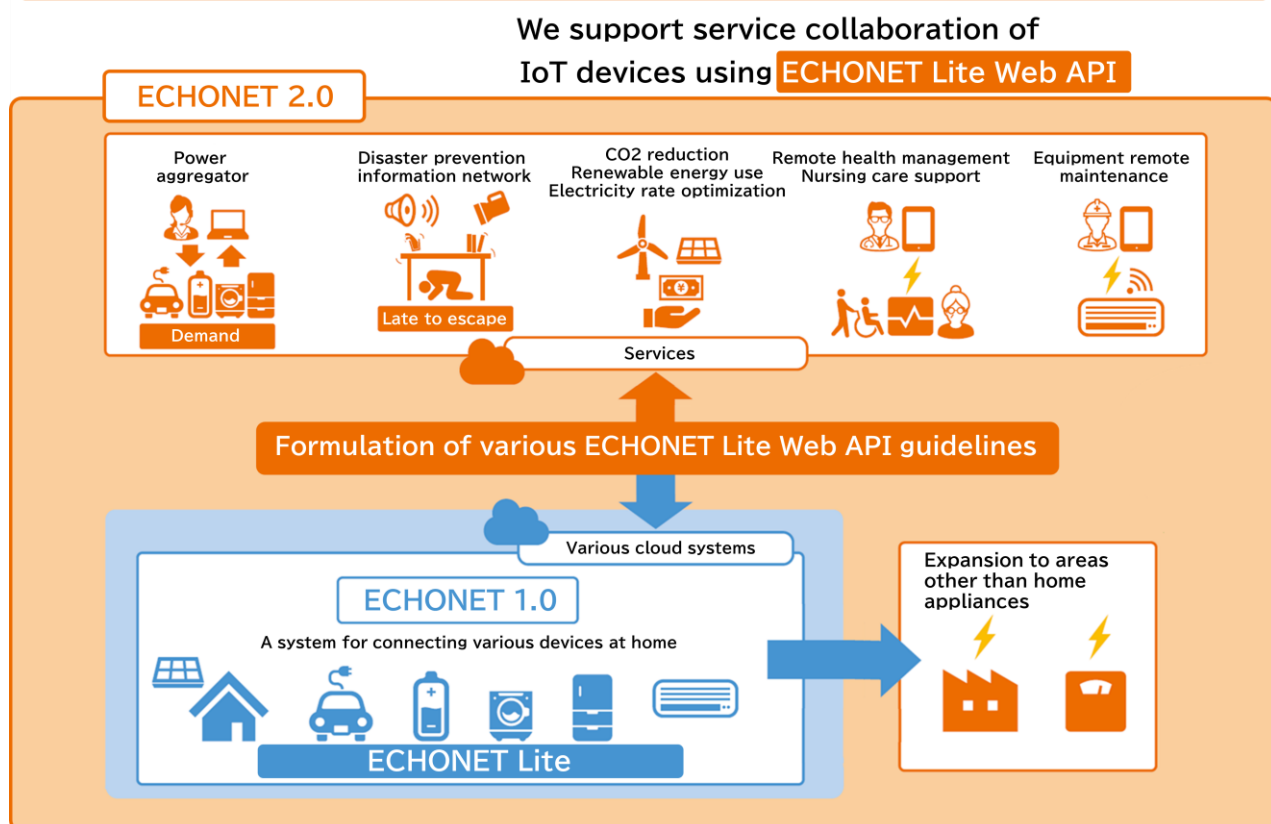 We support service collaboration of
IoT devices using ECHONET Lite Web API
ECHONET 2.0
Power
aggregator
Demand
Disaster prevention
information network
Late to escape
CO2 reduction
Renewable energy use
Electricity rate optimization
¥
Remote health management
Nursing care support
Equipment remote
maintenance
Services
Formulation of various ECHONET Lite Web API guidelines
Various cloud systems
ECHONET 1.0
A system for connecting various devices at home
ECHONET Lite
Expansion to areas
other than home
appliances